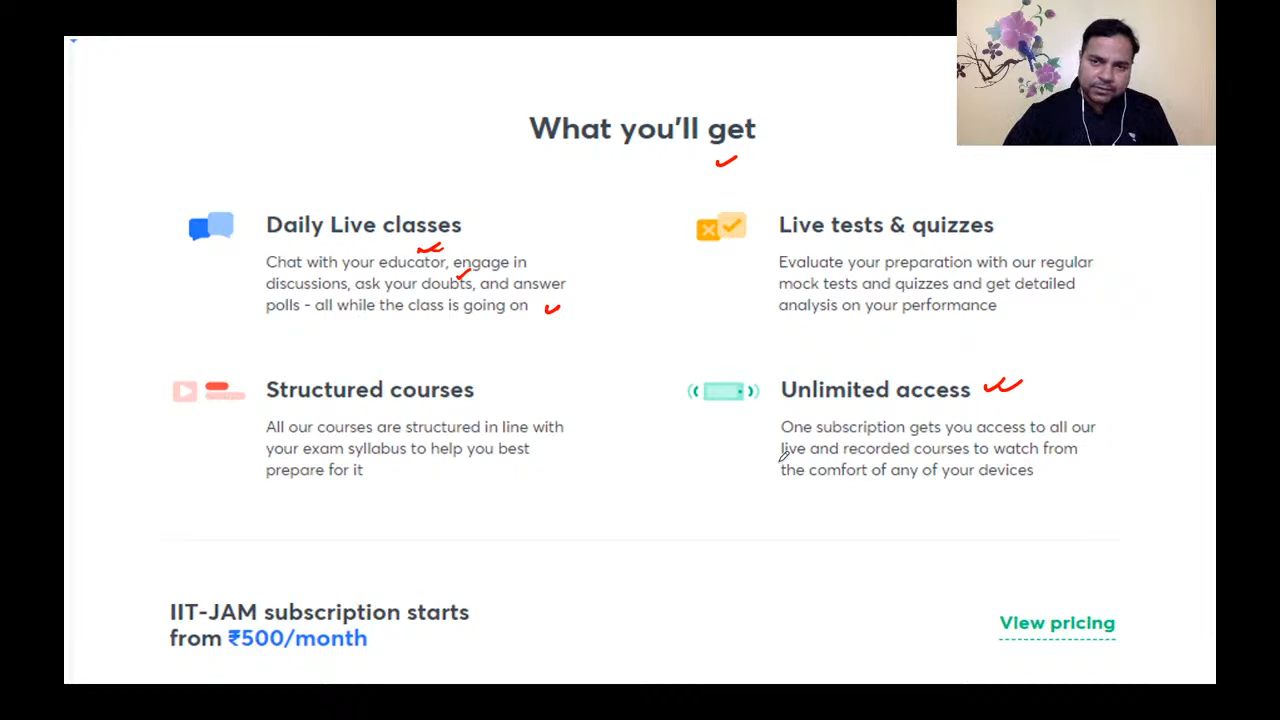 What you'll get
Daily Live classes
Chat with your educator, engage in
discussions, ask your doubts, and answer
polls - all while the class is going on
Live tests & quizzes
Evaluate your preparation with our regular
mock tests and quizzes and get detailed
analysis on your performance
Structured courses
All our courses are structured in line with
your exam syllabus to help you best
prepare for it
Unlimited access
One subscription gets you access to all our
live and recorded courses to watch from
the comfort of any of your devices
IIT-JAM subscription starts
from ₹500/month
View pricing